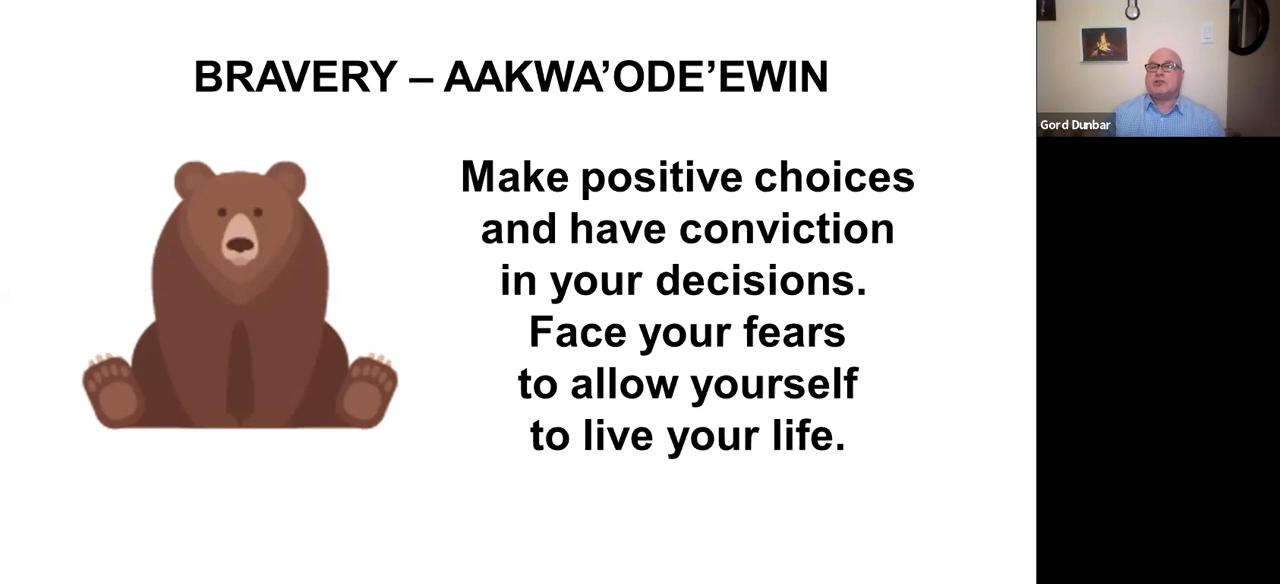 BRAVERY – AAKWA’ODE’EWIN
Make positive choices
and have conviction
in your decisions.
Face your fears
to allow yourself
to live your life.
Gord Dunbar